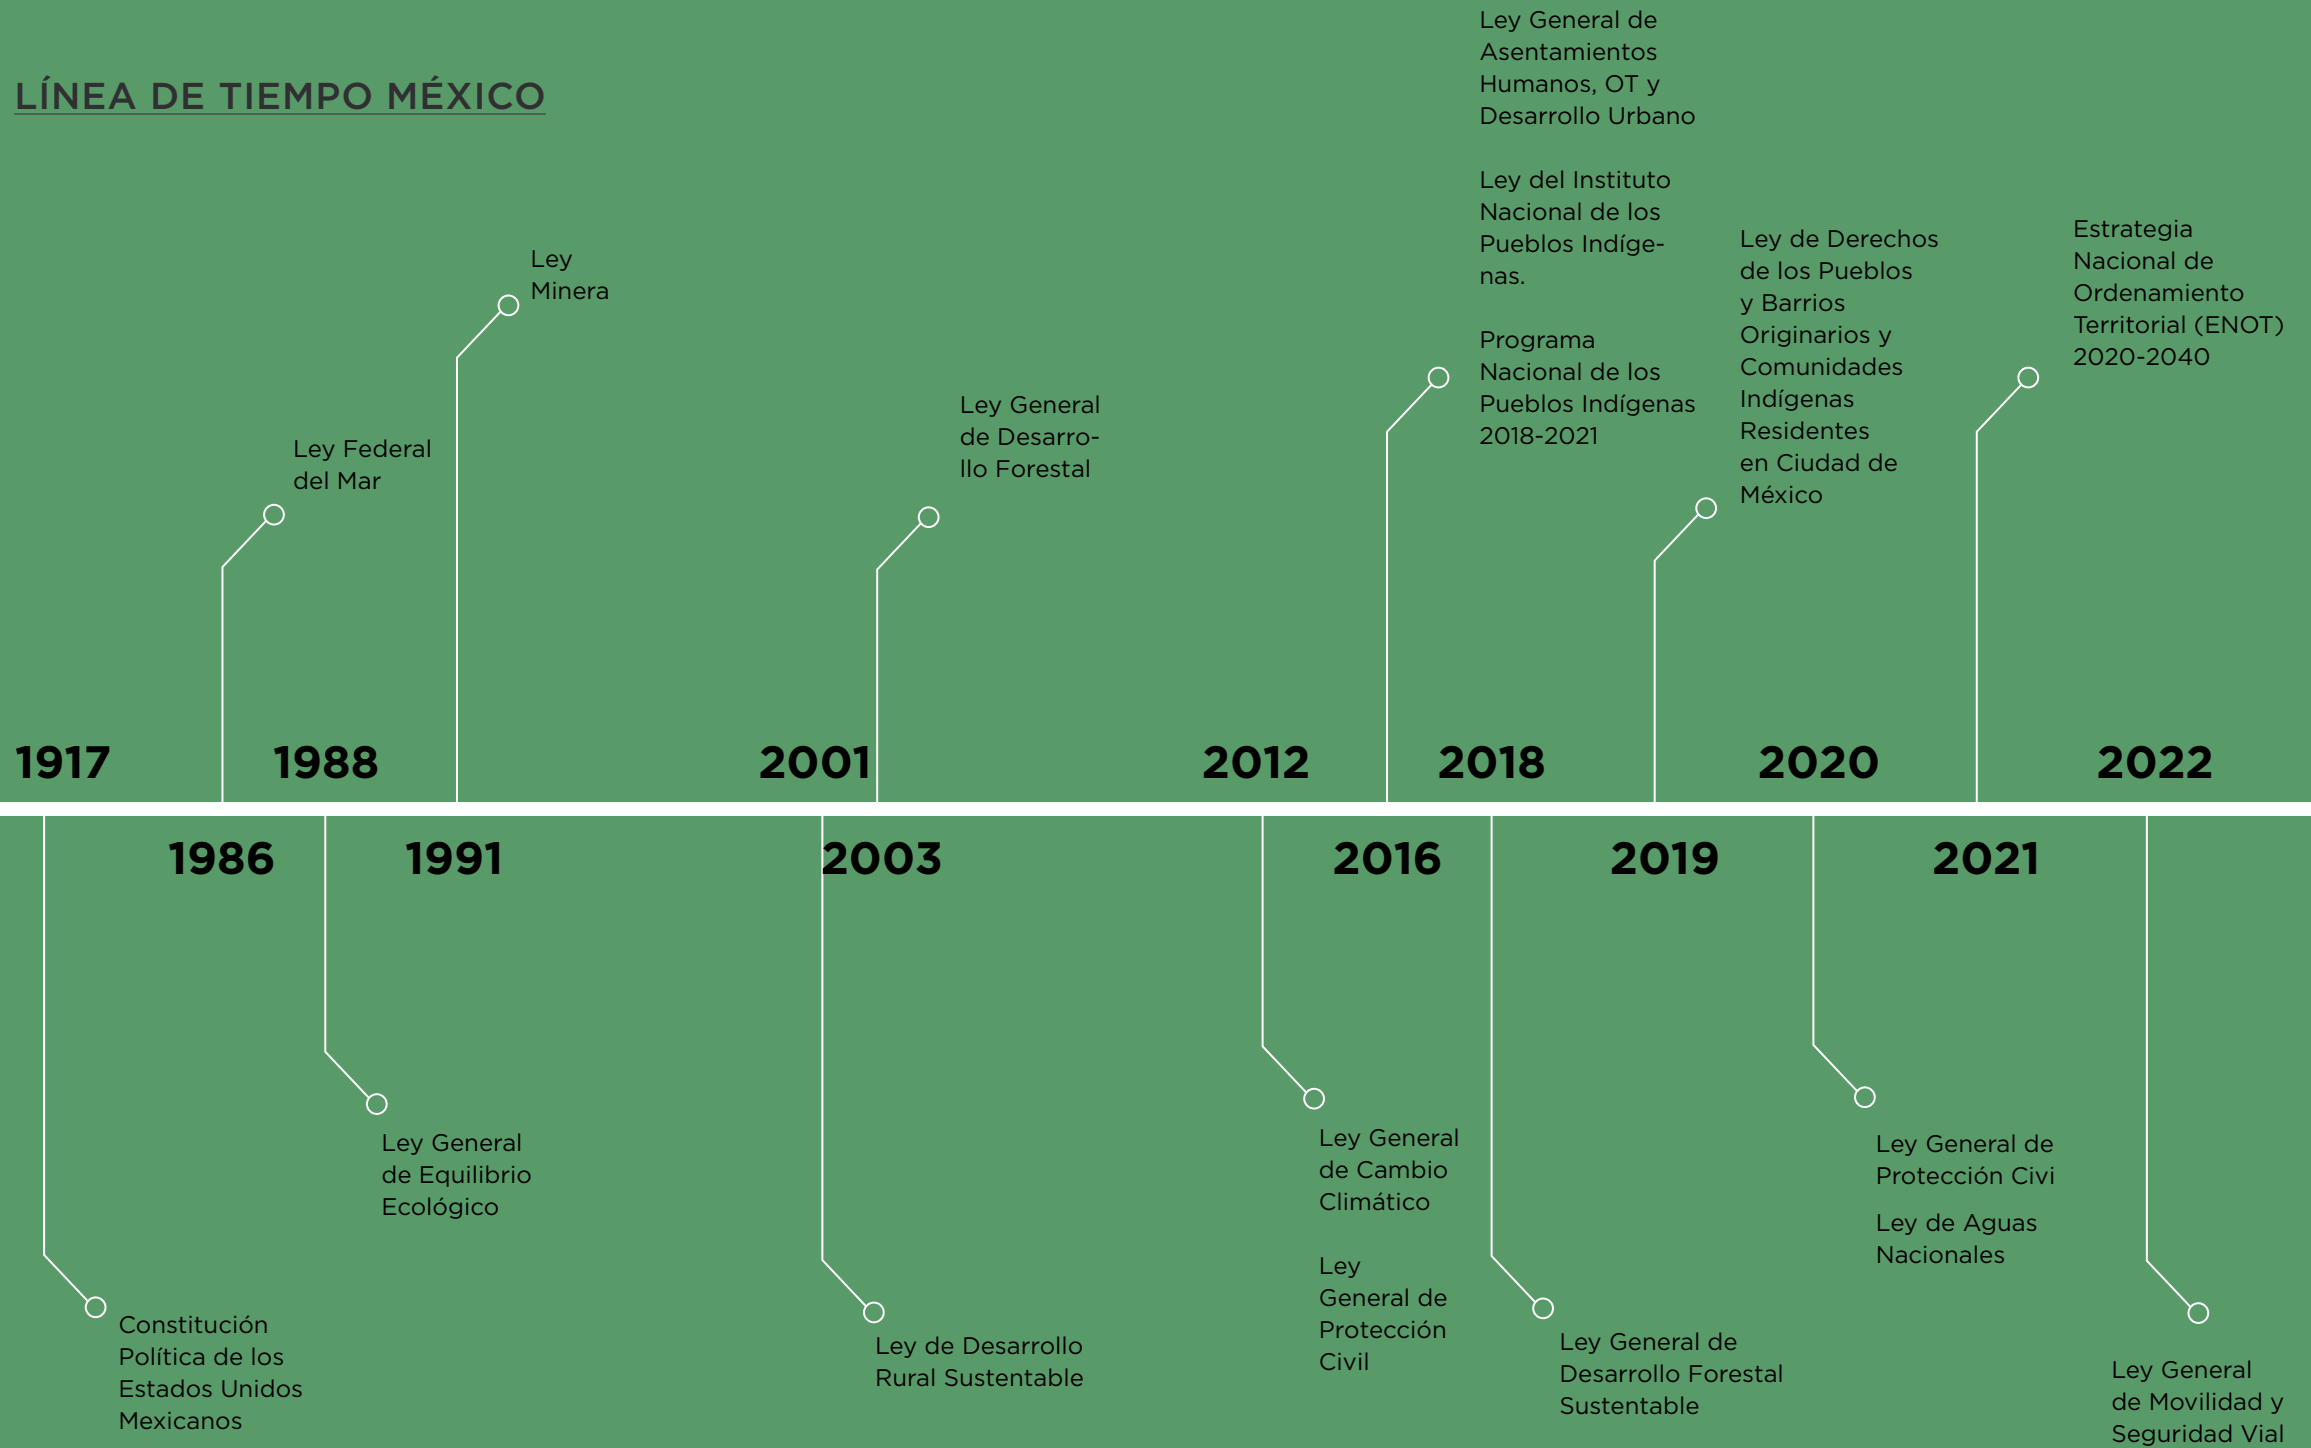 LÍNEA DE TIEMPO MÉXICO
Ley General de
Asentamientos
Humanos, OT y
Desarrollo Urbano
Ley del Instituto
Nacional de los
Pueblos Indíge-
nas.
Programa
Nacional de los
Pueblos Indígenas
2018-2021
Ley de Derechos
de los Pueblos
y Barrios
Originarios y
Comunidades
Indígenas
Residentes
en Ciudad de
México
Estrategia
Nacional de
Ordenamiento
Territorial (ENOT)
2020-2040
Ley
Minera
Ley Federal
del Mar
Ley General
de Desarro-
llo Forestal
1917
1988
2001
2012
2018
2020
2022
1986
1991
2003
2016
2019
2021
Constitución
Política de los
Estados Unidos
Mexicanos
Ley General
de Equilibrio
Ecológico
Ley de Desarrollo
Rural Sustentable
Ley General
de Cambio
Climático
Ley
General de
Protección
Civil
Ley General de
Desarrollo Forestal
Sustentable
Ley General de
Protección Civi
Ley de Aguas
Nacionales
Ley General
de Movilidad y
Seguridad Vial